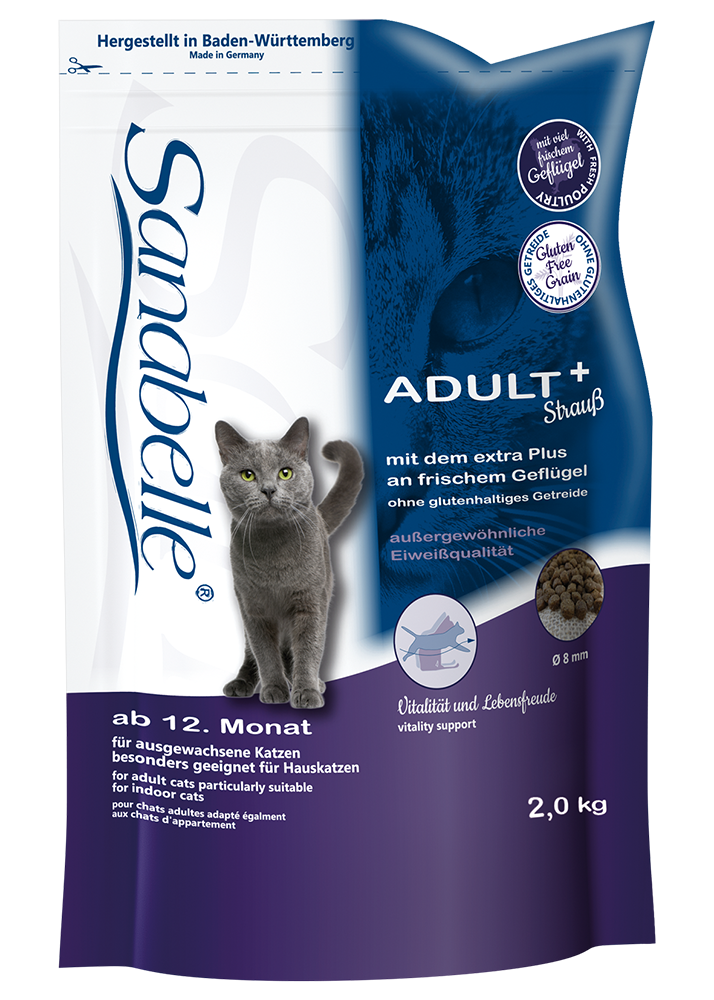 Hergestellt in Baden-Württemberg
Made in Germany
Sanabelle®
mit viel
frischem
Geflügel
WITH FRESH POULTRY
OHNE GLUTENHALTIGES GETREIDE
Gluten
Free
Grain
ADULT+
Strauß
mit dem extra Plus
an frischem Geflügel
ohne glutenhaltiges Getreide
außergewöhnliche
Eiweißqualität
Ø 8 mm
Vitalität und Lebensfreude
vitality support
ab 12. Monat
für ausgewachsene Katzen
besonders geeignet für Hauskatzen
for adult cats particularly suitable
for indoor cats
pour chats adultes adapté égalment
aux chats d'appartement
2,0 kg